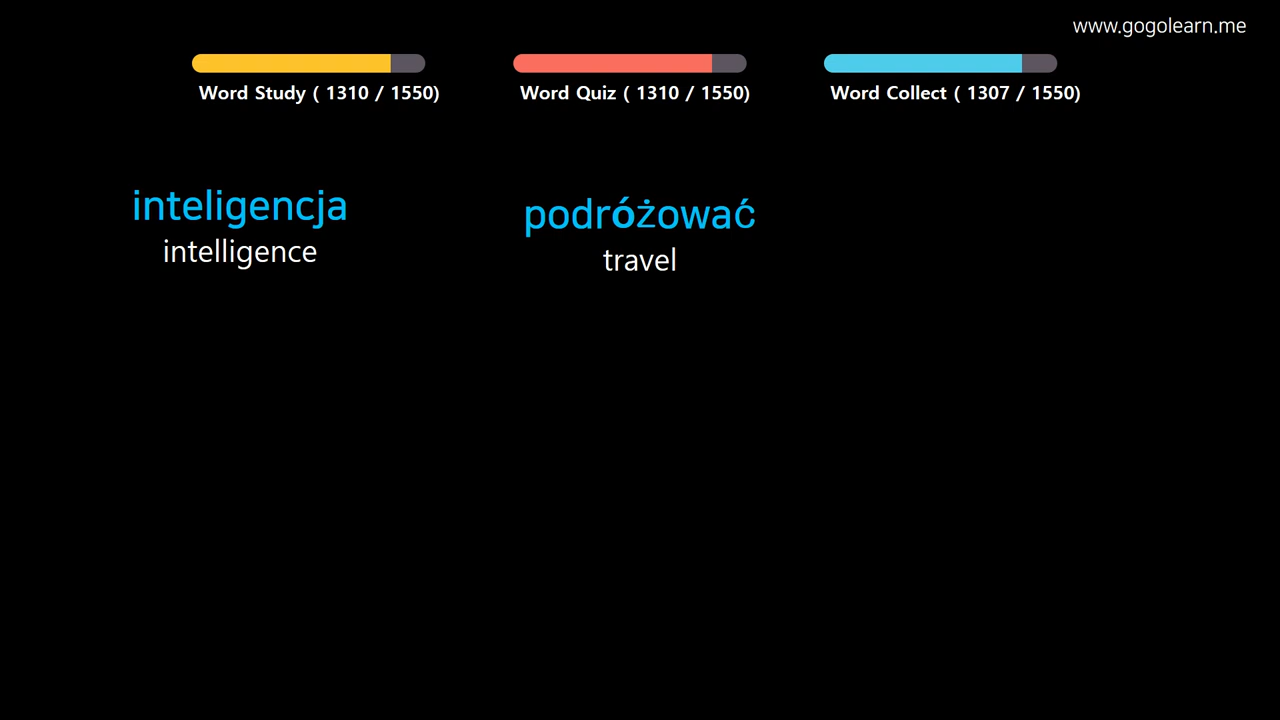 www.gogolearn.me
Word Study ( 1310 / 1550)
Word Quiz ( 1310 / 1550)
Word Collect ( 1307 / 1550)
inteligencja
intelligence
podróżować
travel